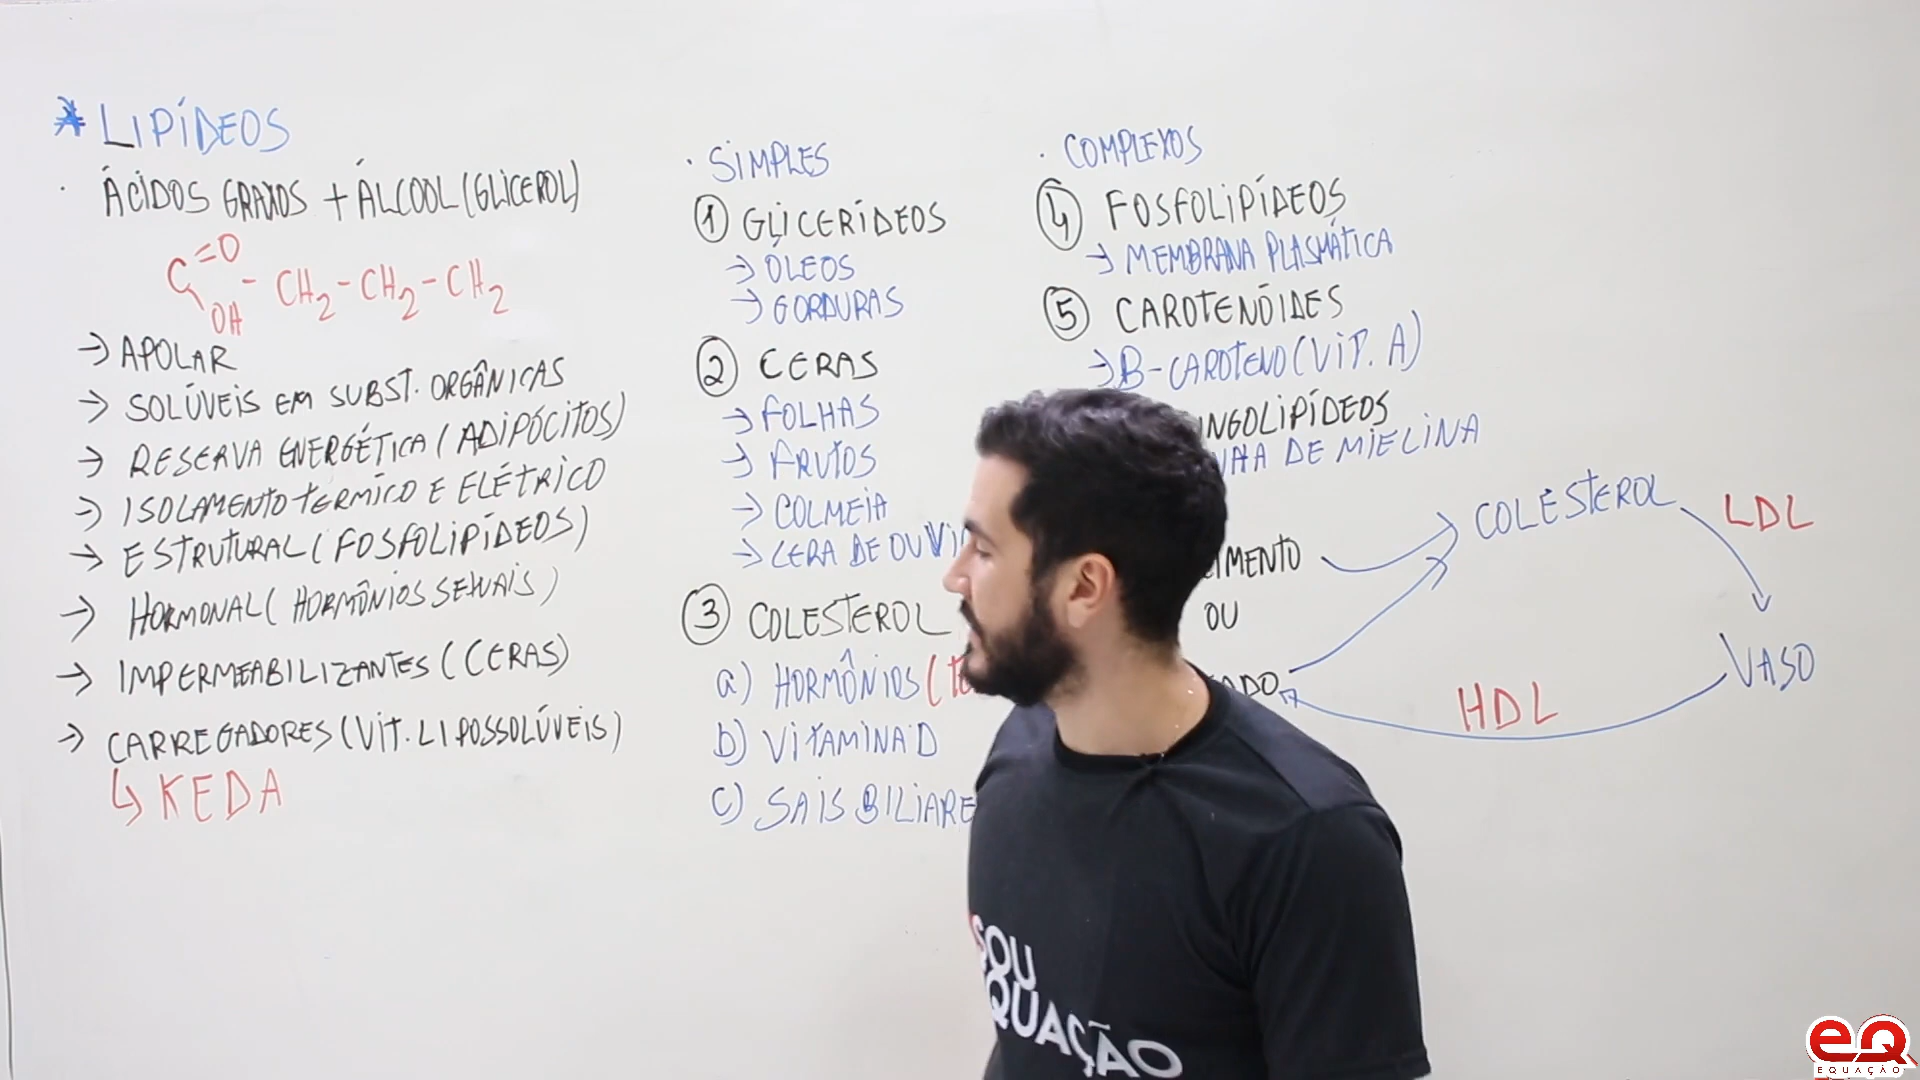 * LIPÍDEOS
· ÁCIDOS GRAXOS + ÁLCOOL (GLICEROL)
C =O OH - CH2 - CH2 - CH2
→ APOLAR
→ SOLÚVEIS EM SUBST. ORGÂNICAS
→ RESERVA ENERGÉTICA (ADIPÓCITOS)
→ ISOLAMENTO TERMICO E ELÉTRICO
→ ESTRUTURAL (FOSFOLIPÍDEOS)
→ HORMONAL (HORMÔNIOS SEXUAIS)
→ IMPERMEABILIZANTES (CERAS)
→ CARREGADORES (VIT. LIPOSSOLÚVEIS)
↳ KEDA
· SIMPLES
1 GLICERÍDEOS
→ ÓLEOS
→ GORDURAS
2 CERAS
→ FOLHAS
→ FRUTOS
→ COLMEIA
→ CERA DE OUVI
3 COLESTEROL
a) HORMÔNIOS (
b) VITAMINA D
c) SAIS BILIARE
· COMPLEXOS
4 FOSFOLIPÍDEOS
→ MEMBRANA PLASMÁTICA
5 CAROTENÓIDES
→ B-CAROTENO (VIT. A)
INGOLIPÍDEOS
NHA DE MIELINA
IMENTO
OU
ADO
COLESTEROL
LDL
VASO
HDL
SOU
EQUAÇÃO
eQ
EQUAÇÃO